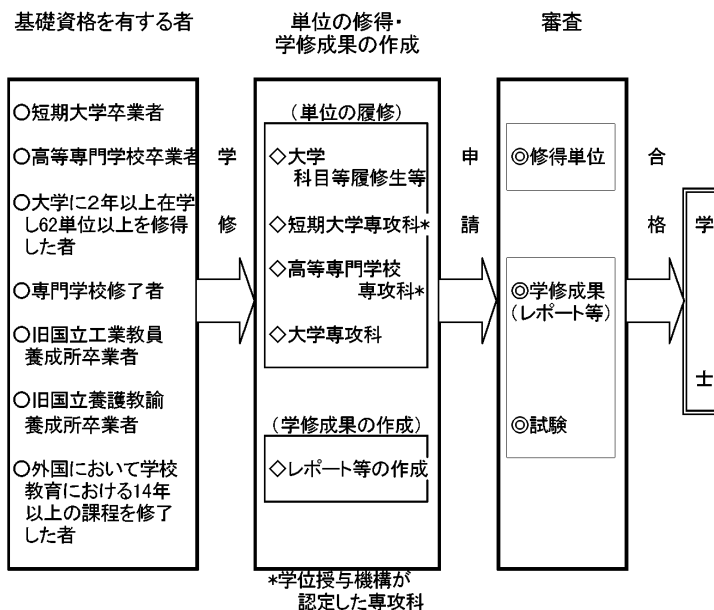 基礎資格を有する者
単位の修得・
学修成果の作成
審査
○短期大学卒業者
○高等専門学校卒業者
○大学に2年以上在学
し62単位以上を修得
した者
○専門学校修了者
○旧国立工業教員
養成所卒業者
○旧国立養護教諭
養成所卒業者
○外国において学校
教育における14年
以上の課程を修了
した者
学
修
(単位の履修)
◇大学
科目等履修生等
◇短期大学専攻科*
◇高等専門学校
専攻科*
◇大学専攻科
(学修成果の作成)
◇レポート等の作成
*学位授与機構が
認定した専攻科
申
請
◎修得単位
◎学修成果
(レポート等)
◎試験
合
格
学
士